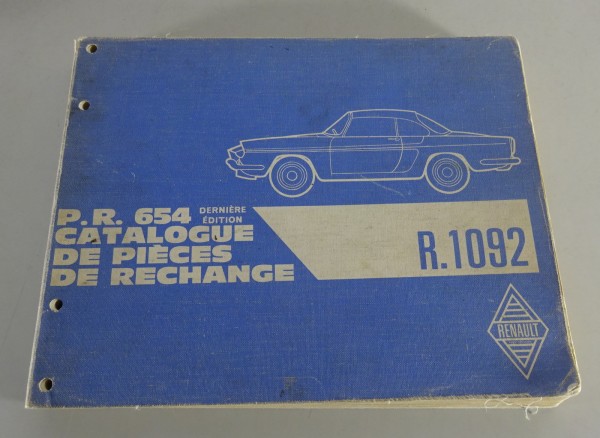 P.R. 654 DERNIÈRE ÉDITION
CATALOGUE
DE PIÈCES
DE RECHANGE
R.1092
RENAULT